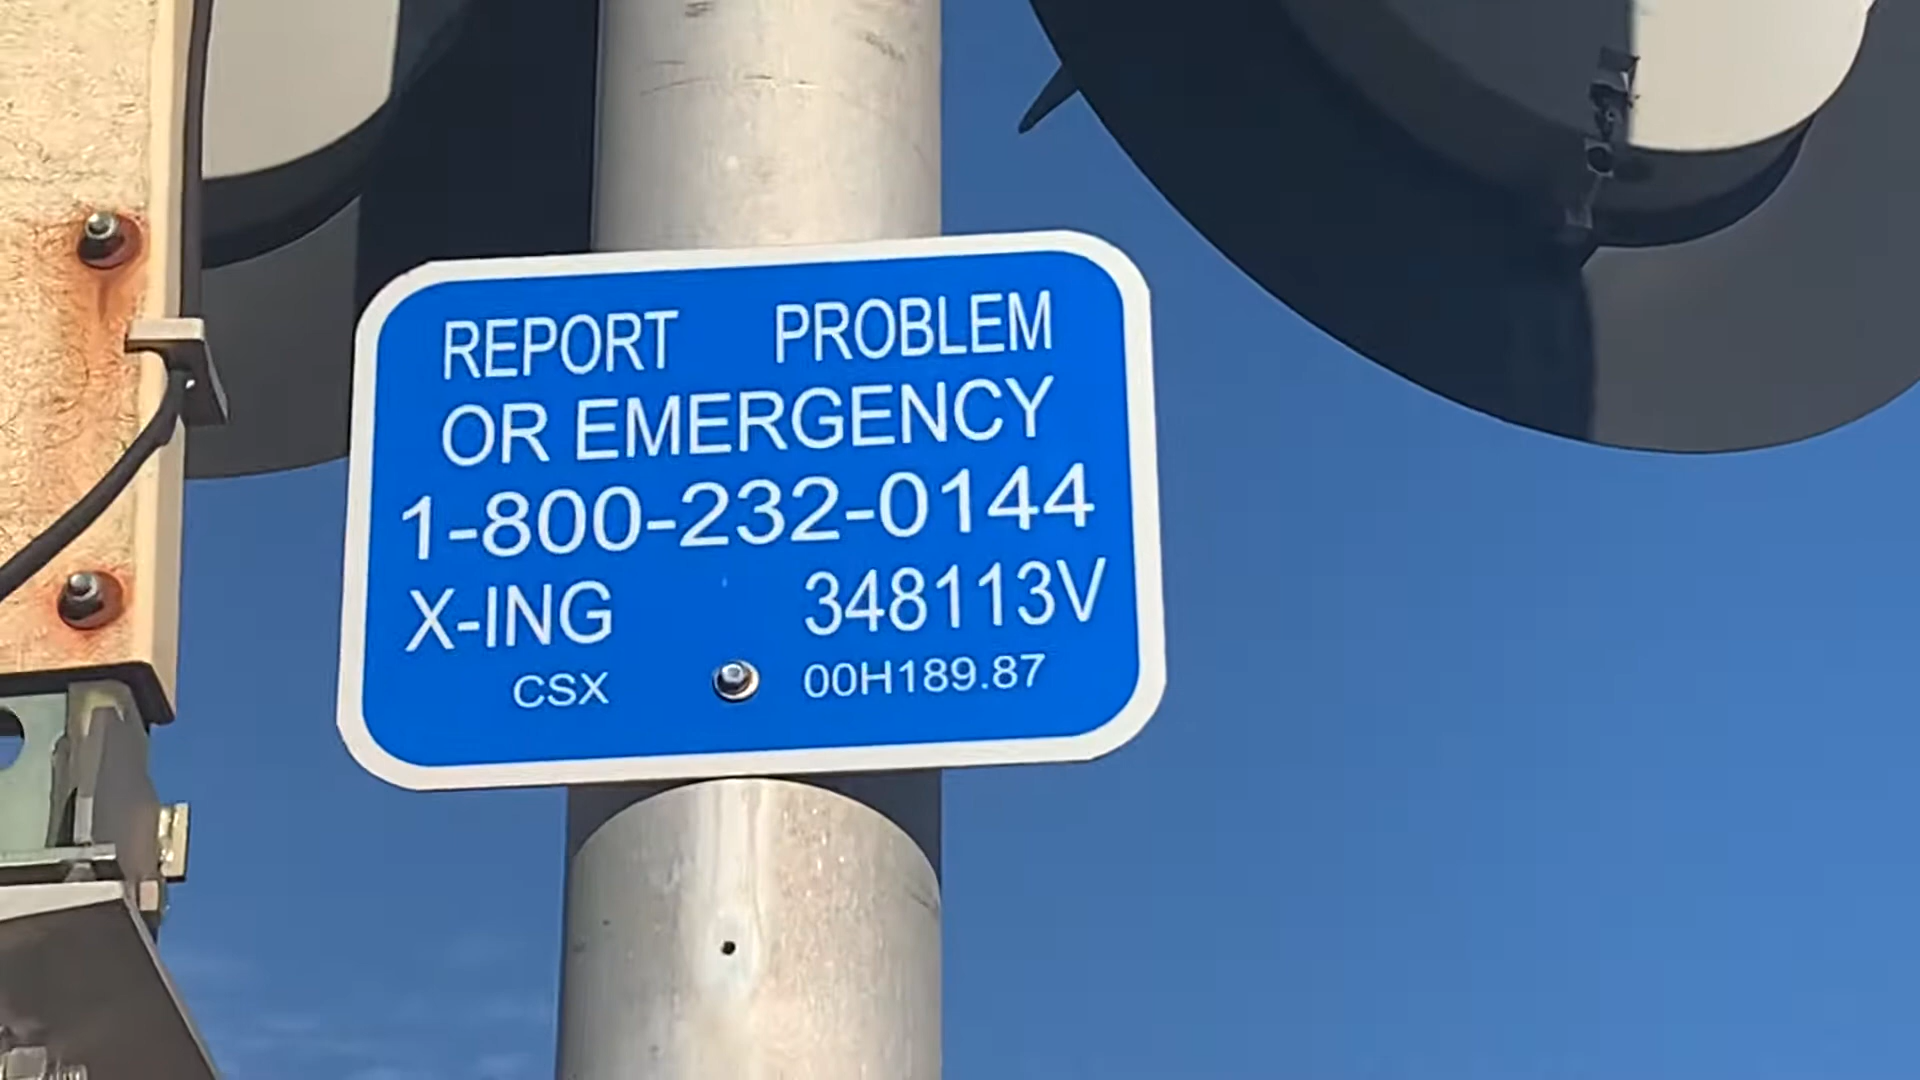 REPORT PROBLEM
OR EMERGENCY
1-800-232-0144
X-ING 348113V
CSX 00H189.87